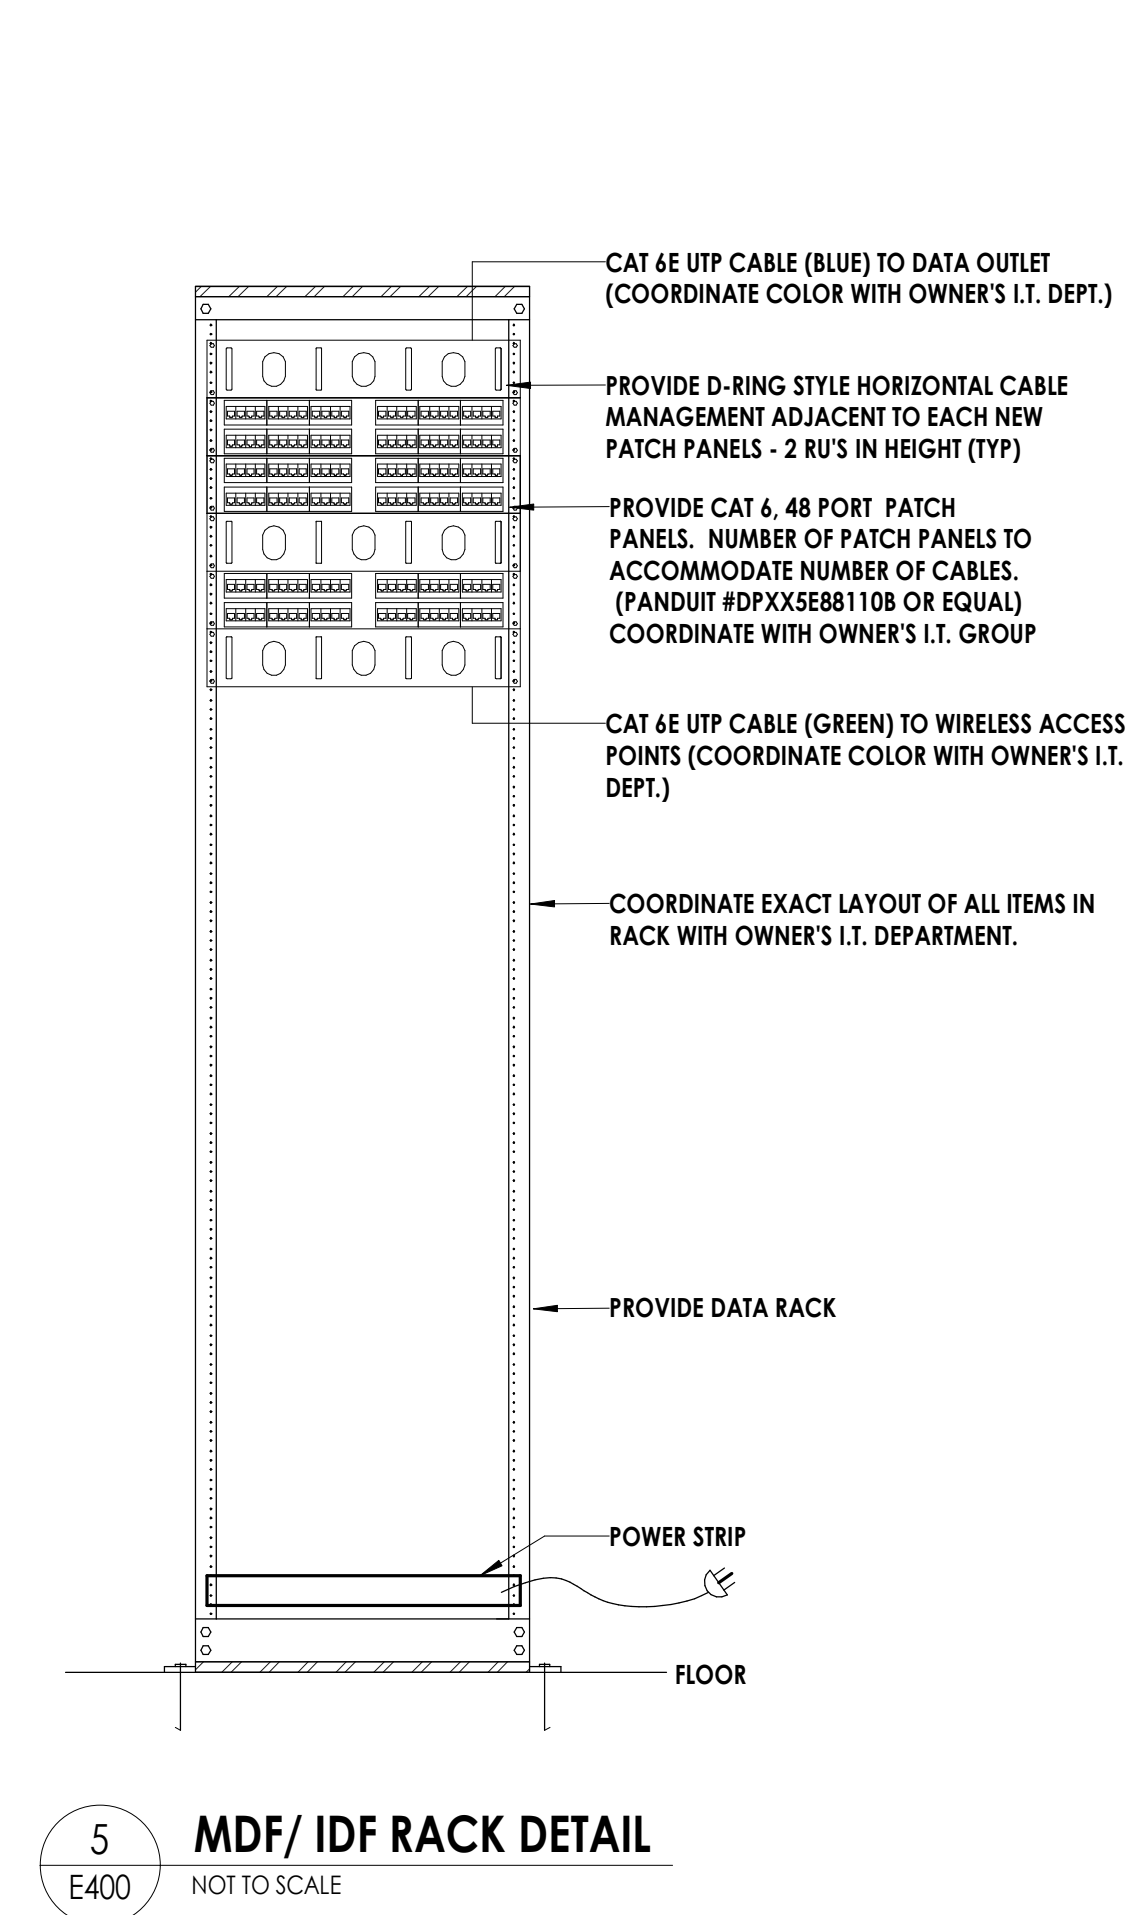 CAT 6E UTP CABLE (BLUE) TO DATA OUTLET
(COORDINATE COLOR WITH OWNER'S I.T. DEPT.)
PROVIDE D-RING STYLE HORIZONTAL CABLE
MANAGEMENT ADJACENT TO EACH NEW
PATCH PANELS - 2 RU'S IN HEIGHT (TYP)
PROVIDE CAT 6, 48 PORT PATCH
PANELS. NUMBER OF PATCH PANELS TO
ACCOMMODATE NUMBER OF CABLES.
(PANDUIT #DPXX5E88110B OR EQUAL)
COORDINATE WITH OWNER'S I.T. GROUP
CAT 6E UTP CABLE (GREEN) TO WIRELESS ACCESS
POINTS (COORDINATE COLOR WITH OWNER'S I.T.
DEPT.)
COORDINATE EXACT LAYOUT OF ALL ITEMS IN
RACK WITH OWNER'S I.T. DEPARTMENT.
PROVIDE DATA RACK
POWER STRIP
FLOOR
5
E400
MDF/ IDF RACK DETAIL
NOT TO SCALE